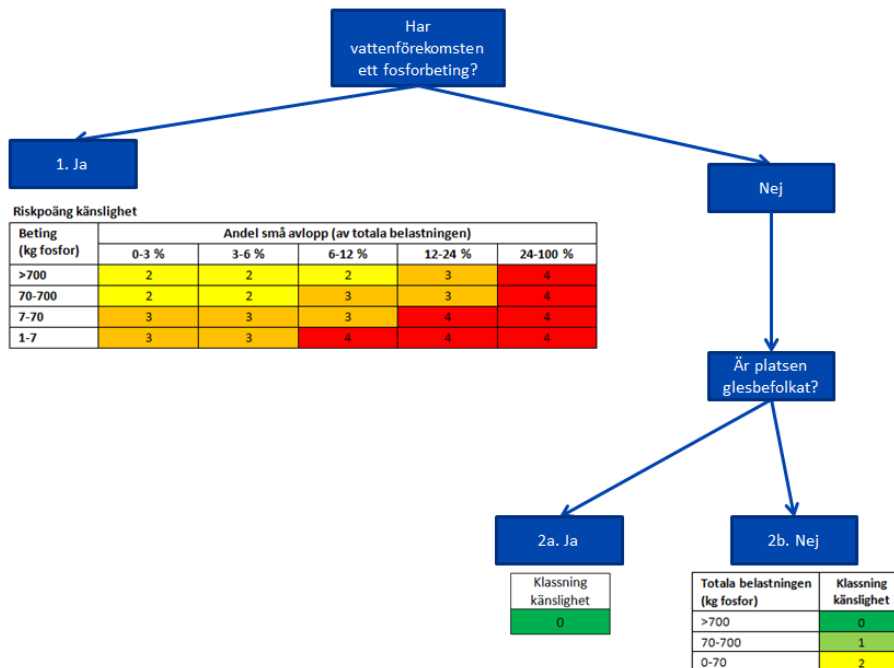 Har
vattenförekomsten
ett fosforbeting?
1. Ja
Nej
Riskpoäng känslighet
Beting Andel små avlopp (av totala belastningen)
(kg fosfor) 0-3 % 3-6 % 6-12 % 12-24 % 24-100 %
>700 2 2 2 3 4
70-700 2 2 3 3 4
7-70 3 3 3 4 4
1-7 3 3 4 4 4
Är platsen
glesbefolkat?
2a. Ja
2b. Nej
Klassning
känslighet
0
Totala belastningen Klassning
(kg fosfor) känslighet
>700 0
70-700 1
0-70 2